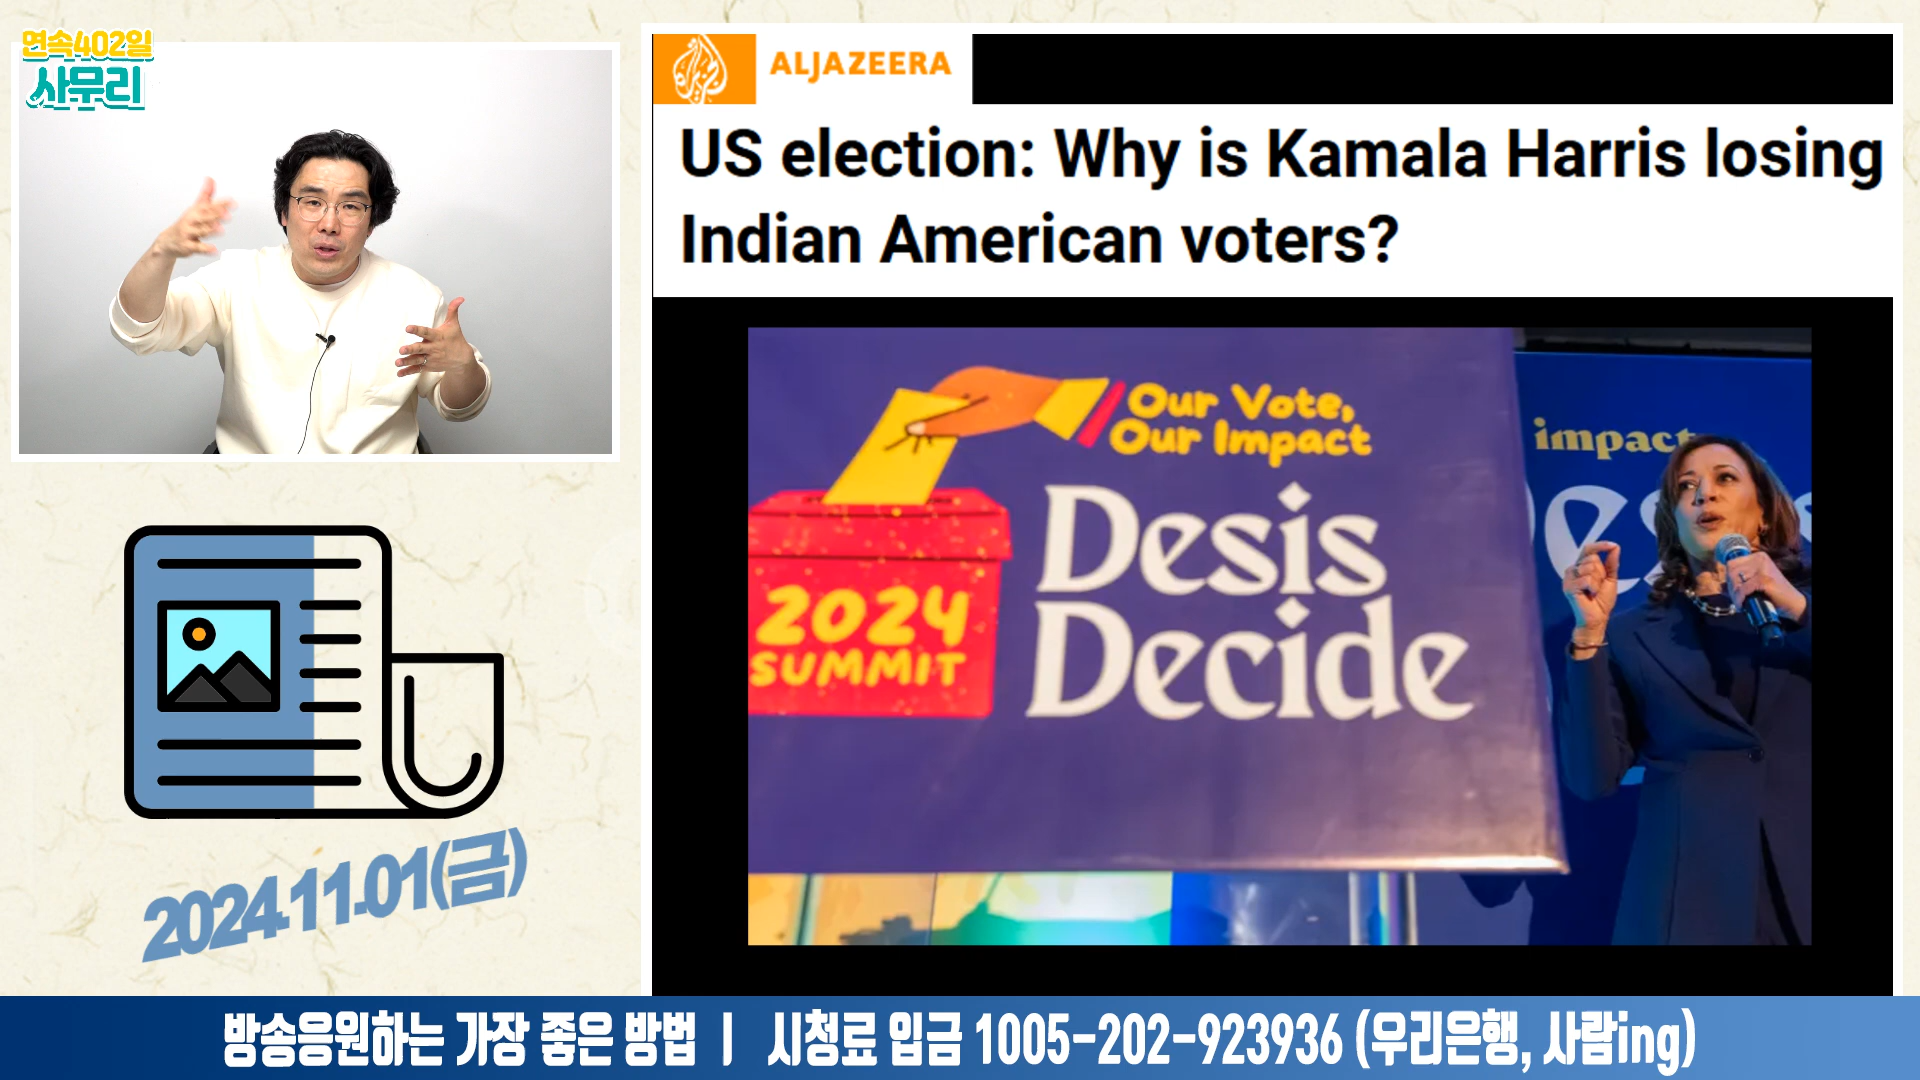 연속402일
사무리
ALJAZEERA
US election: Why is Kamala Harris losing
Indian American voters?
Our Vote,
Our Impact
Desis
Decide
2024
SUMMIT
impact
Des
2024.11.01(금)
방송응원하는 가장 좋은 방법 | 시청료 입금 1005-202-923936 (우리은행, 사람ing)